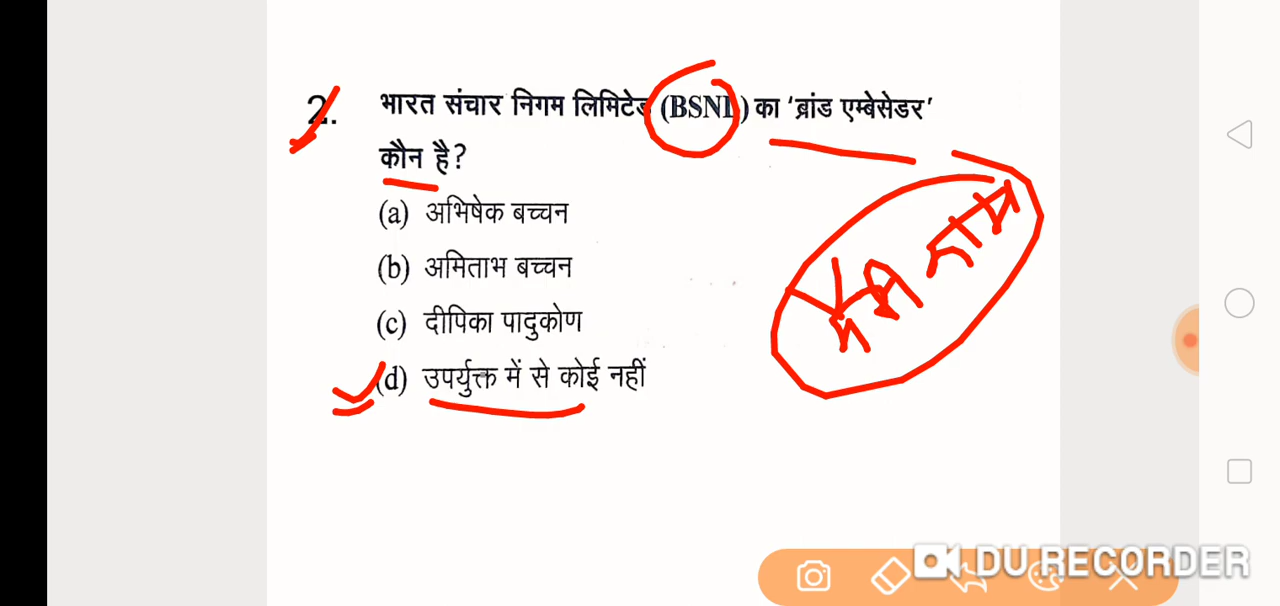 2. भारत संचार निगम लिमिटेड (BSNL) का 'ब्रांड एम्बेसेडर'
कौन है?
(a) अभिषेक बच्चन
(b) अमिताभ बच्चन
(c) दीपिका पादुकोण
(d) उपर्युक्त में से कोई नहीं
DU RECORDER